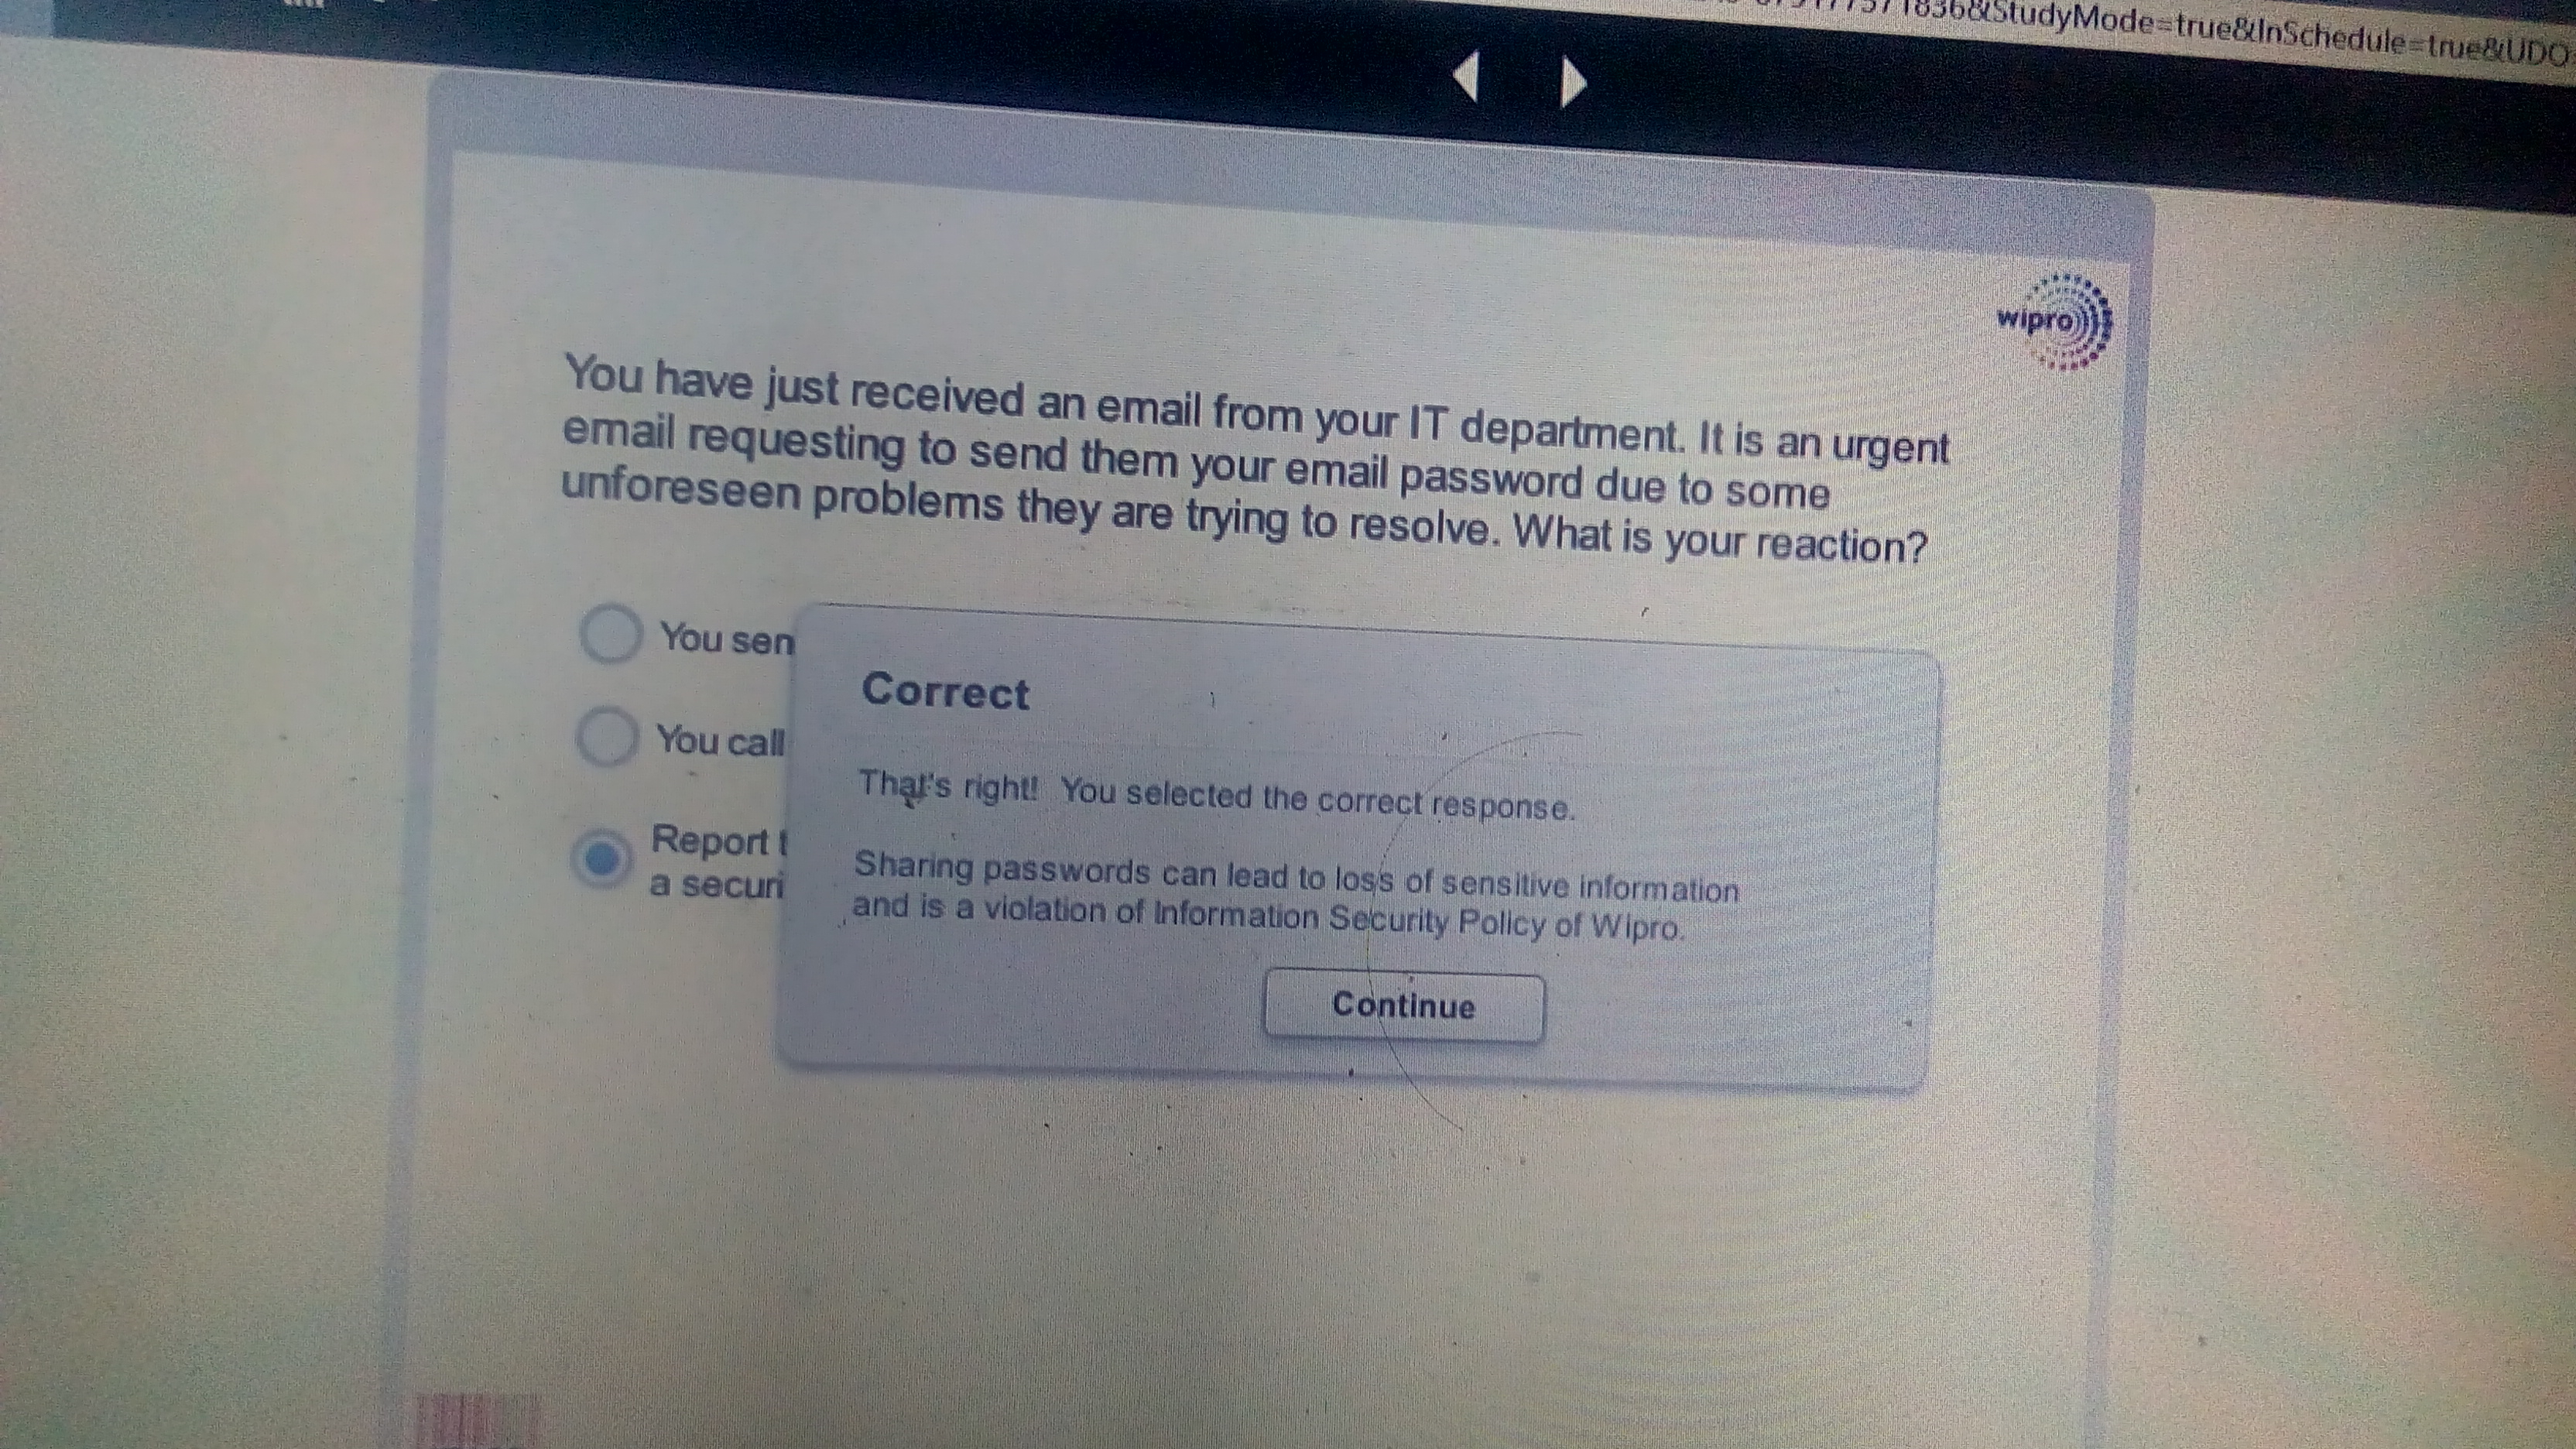 1836&StudyMode=true&InSchedule=true&UDO
wipro
You have just received an email from your IT department. It is an urgent
email requesting to send them your email password due to some
unforeseen problems they are trying to resolve. What is your reaction?
You sen
You call
Report t
a securi
Correct
That's right! You selected the correct response.
Sharing passwords can lead to loss of sensitive information
and is a violation of Information Security Policy of Wipro.
Continue